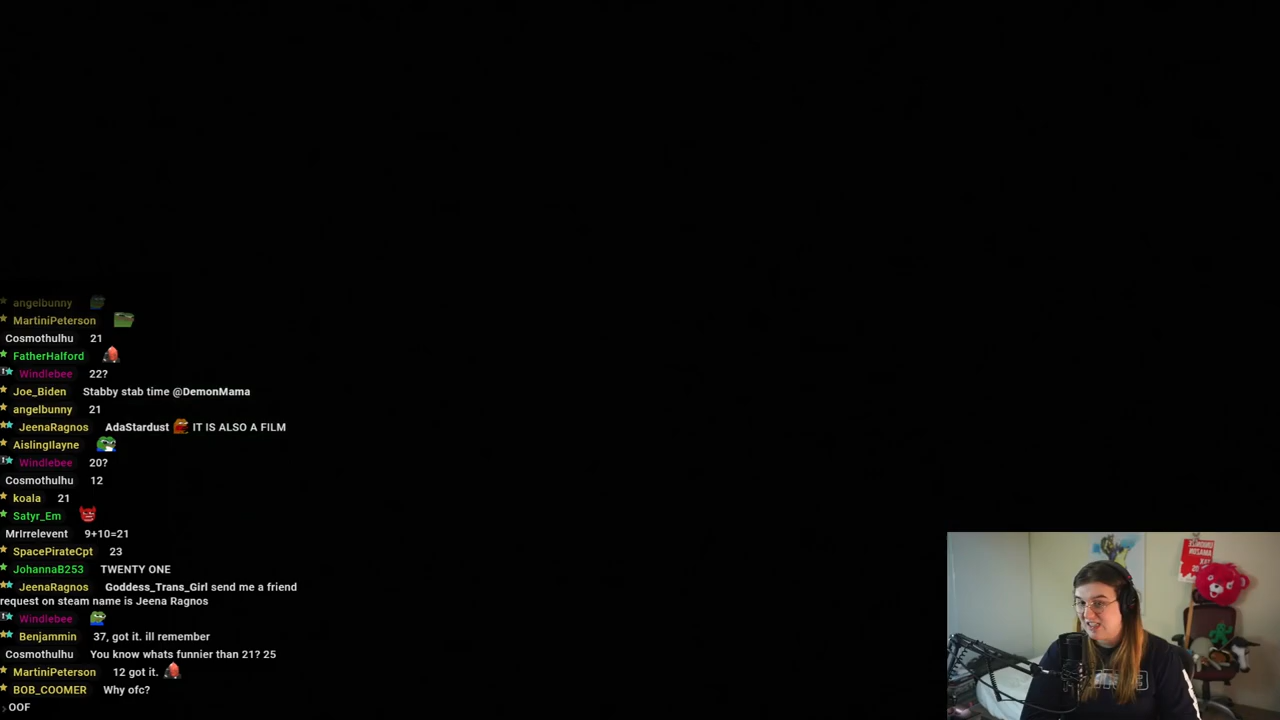 angelbunny
MartiniPeterson
Cosmothulhu 21
FatherHalford
Windlebee 22?
Joe_Biden Stabby stab time @DemonMama
angelbunny 21
JeenaRagnos AdaStardust IT IS ALSO A FILM
AislingIlayne
Windlebee 20?
Cosmothulhu 12
koala 21
Satyr_Em
MrIrrelevent 9+10=21
SpacePirateCpt 23
JohannaB253 TWENTY ONE
JeenaRagnos Goddess_Trans_Girl send me a friend
request on steam name is Jeena Ragnos
Windlebee
Benjammin 37, got it. ill remember
Cosmothulhu You know whats funnier than 21? 25
MartiniPeterson 12 got it.
BOB_COOMER Why ofc?
> OOF